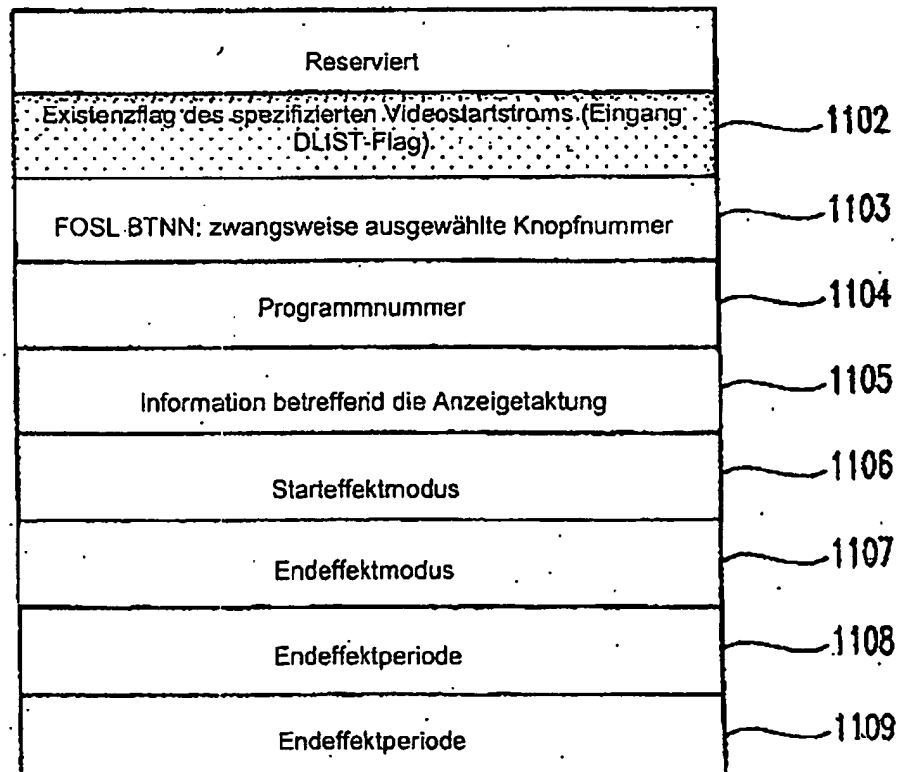 Reserviert
Existenzflag des spezifizierten Videostartstroms (Eingang
DLIST-Flag)
1102
FOSL BTNN: zwangsweise ausgewählte Knopfnummer
1103
Programmnummer
1104
Information betreffend die Anzeigetaktung
1105
Starteffektmodus
1106
Endeffektmodus
1107
Endeffektperiode
1108
Endeffektperiode
1109